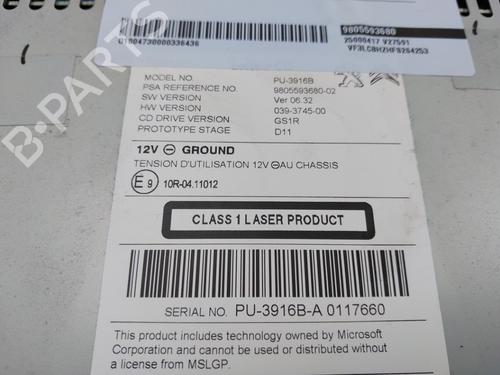 9805593680
25009417 V27591
VF3LCBHZHFS284253
MODEL NO.
PU-3916B
PSA REFERENCE NO.
9805593680-02
SW VERSION
Ver 06.32
HW VERSION
039-3745-00
CD DRIVE VERSION
GS1R
PROTOTYPE STAGE
D11
12V ⊖ GROUND
TENSION D'UTILISATION 12V ⊖AU CHASSIS
E 9 10R-04.11012
CLASS 1 LASER PRODUCT
SERIAL NO. PU-3916B-A 0117660
This product includes technology owned by Microsoft
Corporation and cannot be used or distributed without
a license from MSLGP.
B-PARTS